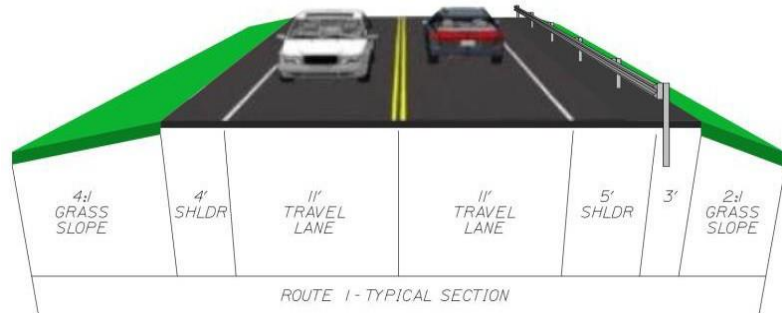 4:1
GRASS
SLOPE
4'
SHLDR
11'
TRAVEL
LANE
11'
TRAVEL
LANE
5'
SHLDR
3'
2:1
GRASS
SLOPE
ROUTE 1 - TYPICAL SECTION